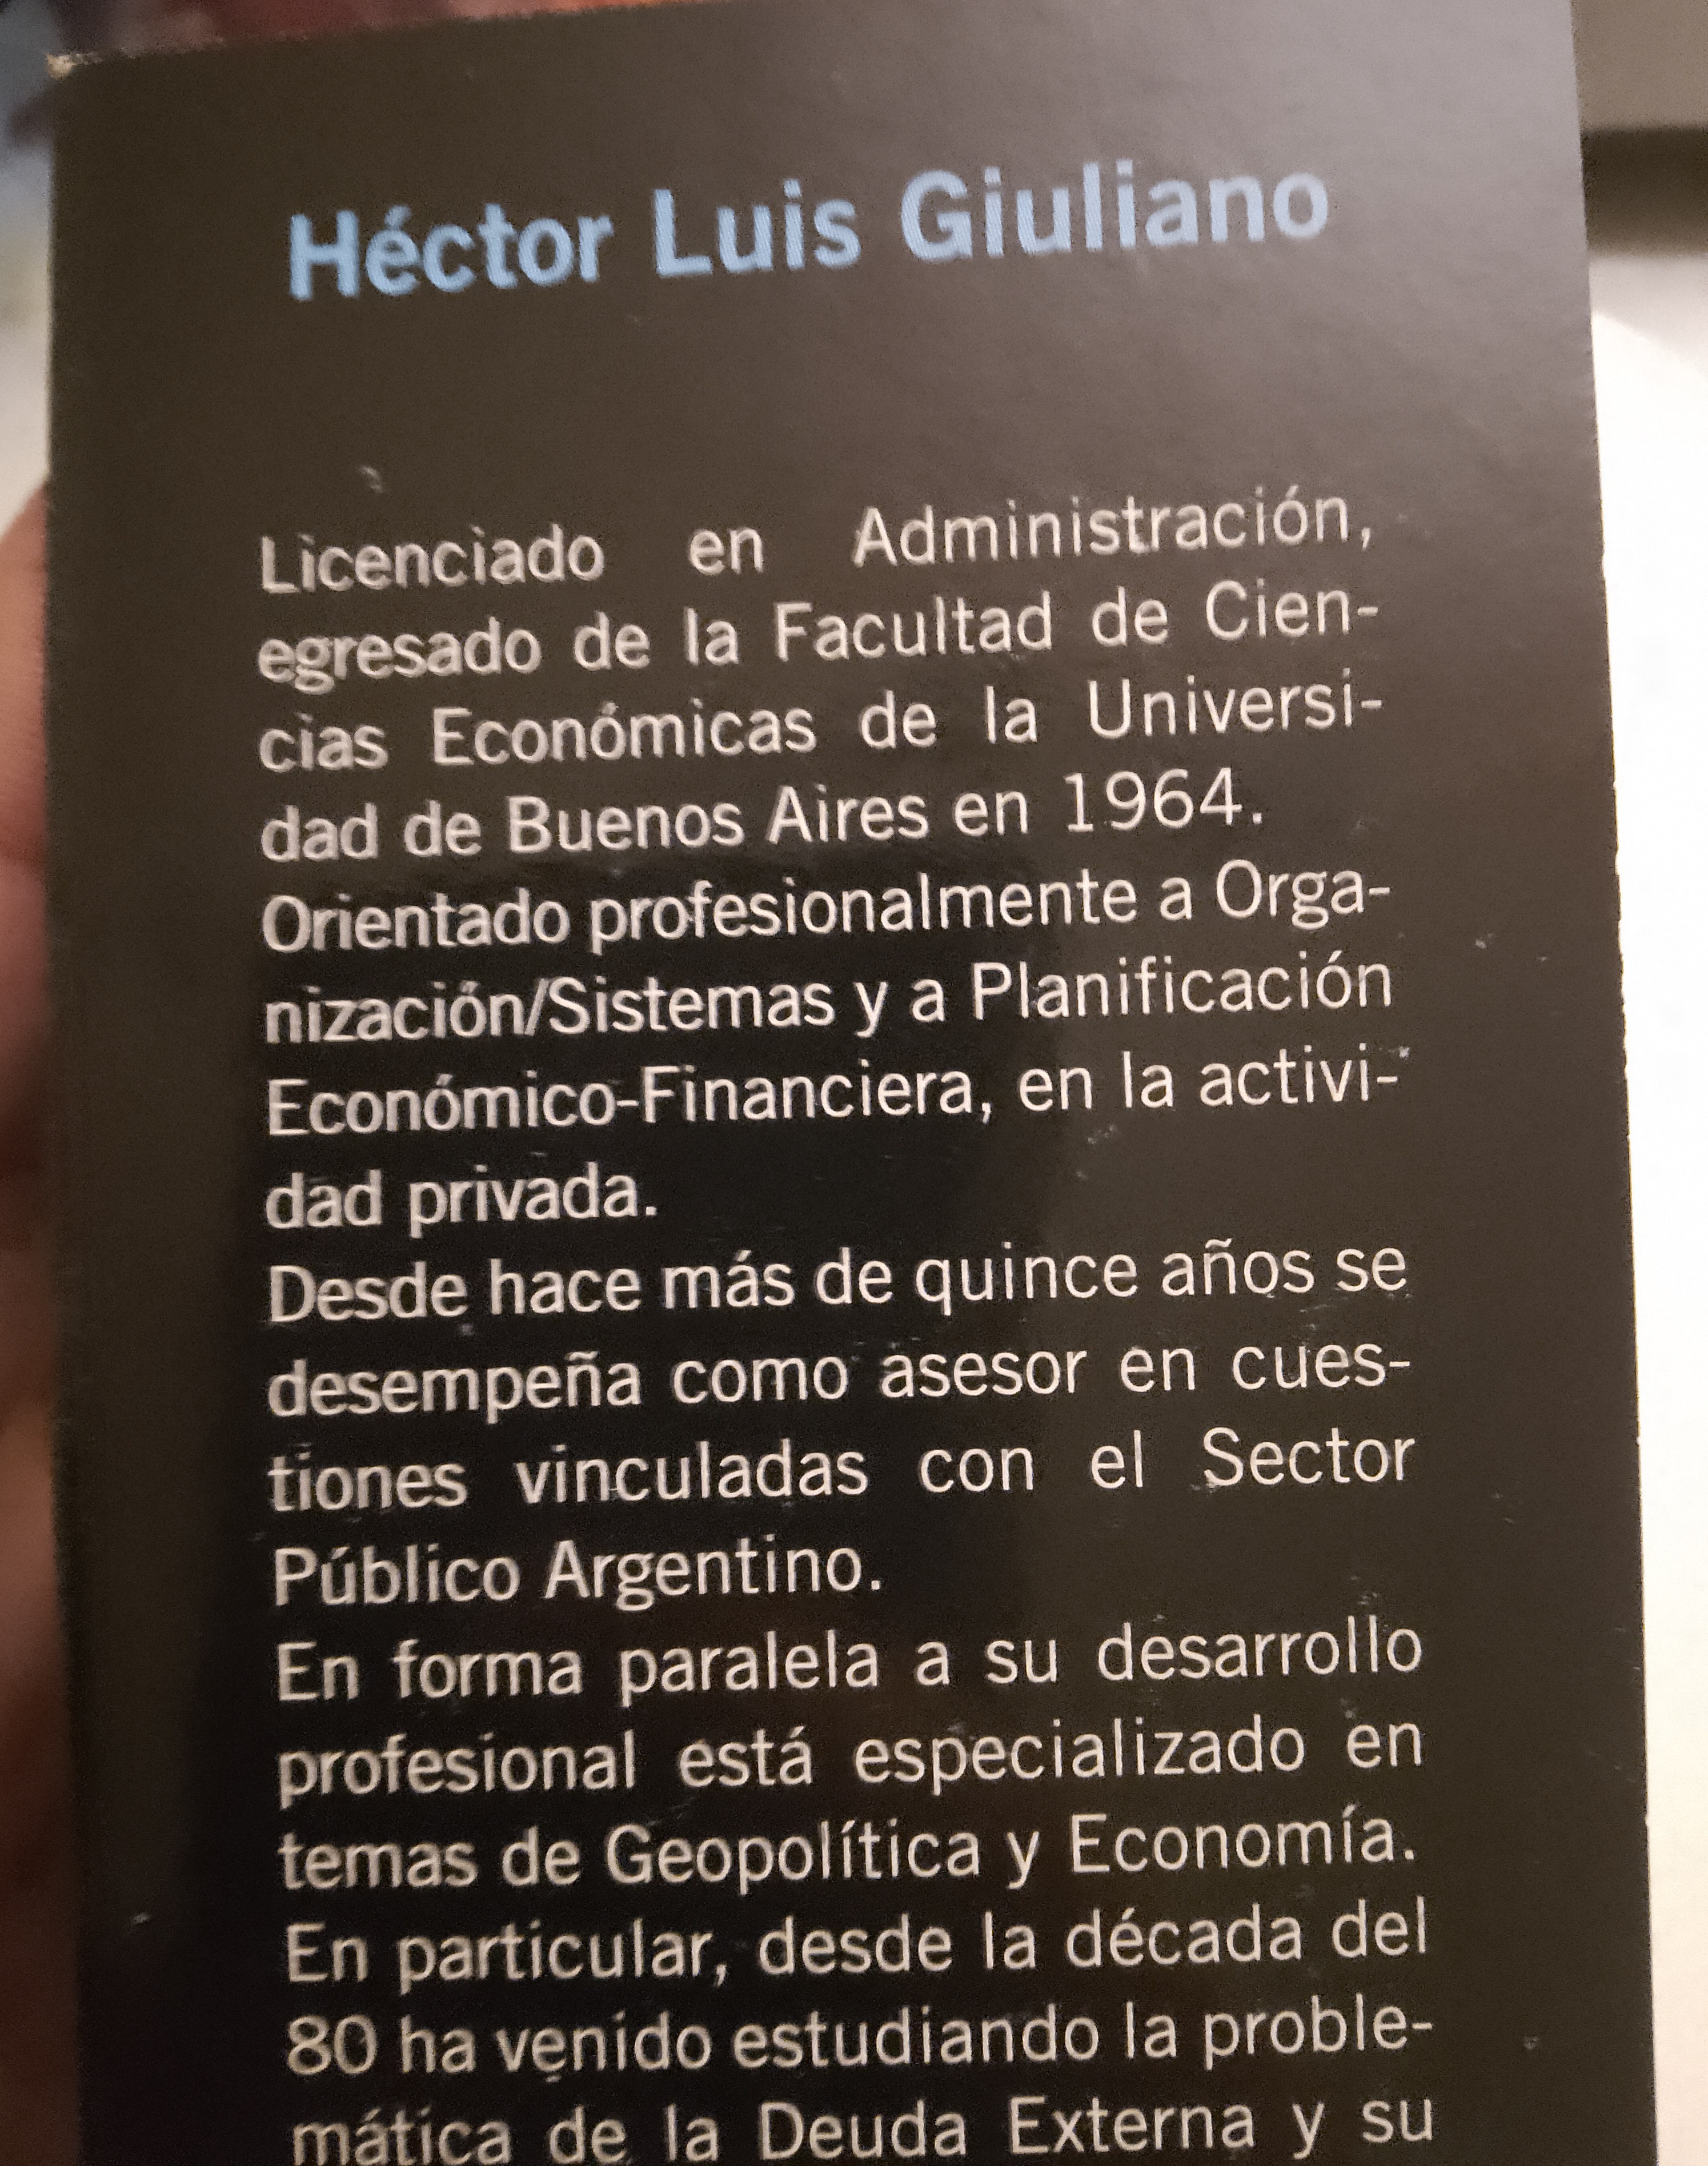 Héctor Luis Giuliano
Licenciado en Administración,
egresado de la Facultad de Cien-
cias Económicas de la Universi-
dad de Buenos Aires en 1964.
Orientado profesionalmente a Orga-
nización/Sistemas y a Planificación
Económico-Financiera, en la activi-
dad privada.
Desde hace más de quince años se
desempeña como asesor en cues-
tiones vinculadas con el Sector
Público Argentino.
En forma paralela a su desarrollo
profesional está especializado en
temas de Geopolítica y Economía.
En particular, desde la década del
80 ha venido estudiando la proble-
mática de la Deuda Externa y su